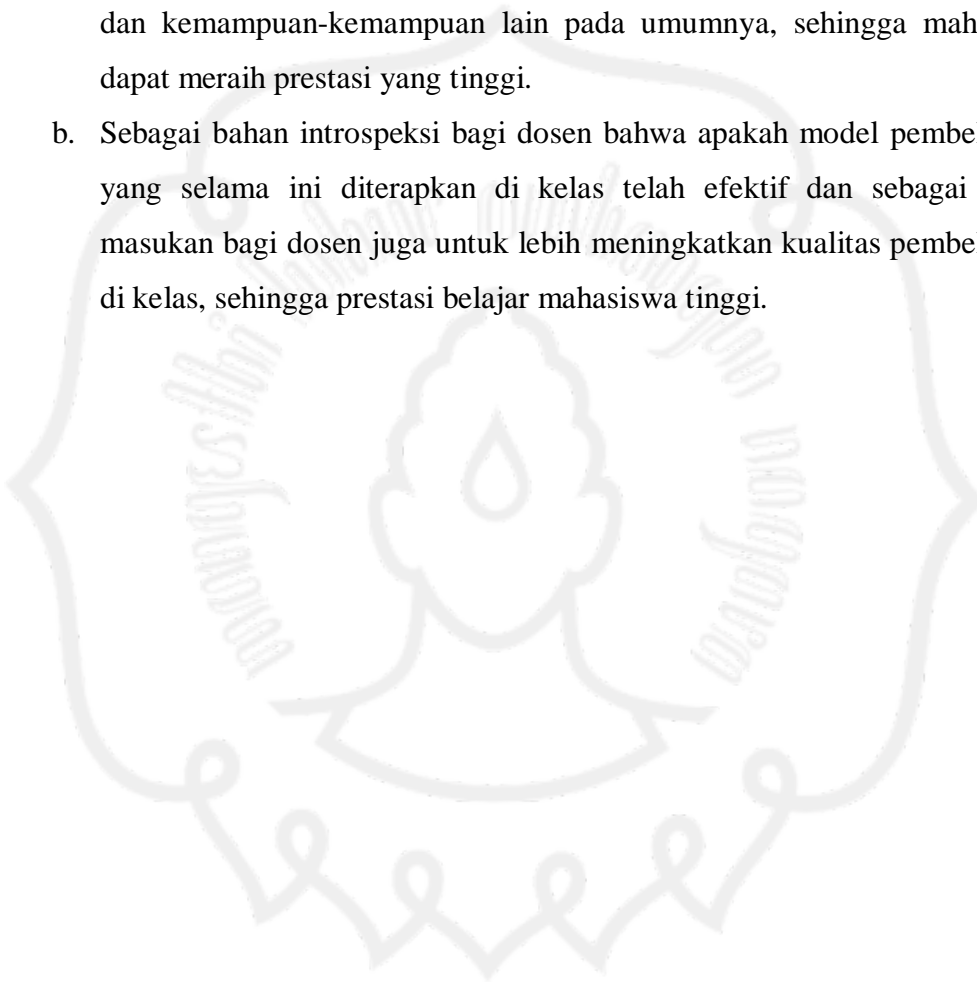 dan kemampuan-kemampuan lain pada umumnya, sehingga mah
dapat meraih prestasi yang tinggi.
b. Sebagai bahan introspeksi bagi dosen bahwa apakah model pembe
yang selama ini diterapkan di kelas telah efektif dan sebagai
masukan bagi dosen juga untuk lebih meningkatkan kualitas pembe
di kelas, sehingga prestasi belajar mahasiswa tinggi.